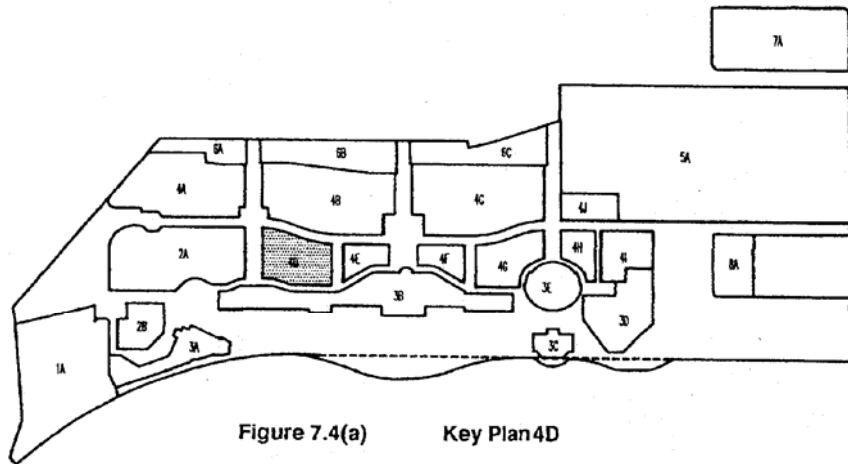 7A
6A
6B
6C
5A
4A
4B
4C
4J
2A
4D
4E
4F
4G
4H
4I
8A
3E
3B
2B
3D
3A
3C
1A
Figure 7.4(a) Key Plan 4D